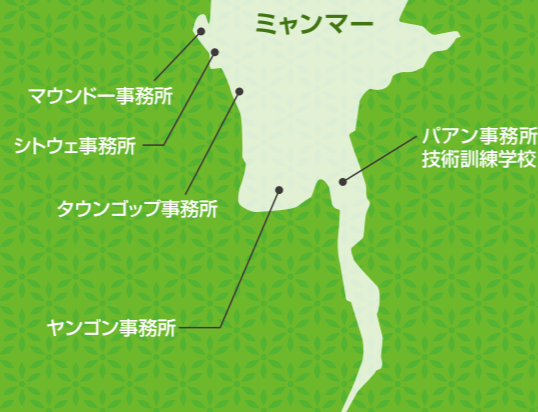 ミャンマー
マウンドー事務所
シトウェ事務所
タウンゴップ事務所
ヤンゴン事務所
パアン事務所
技術訓練学校